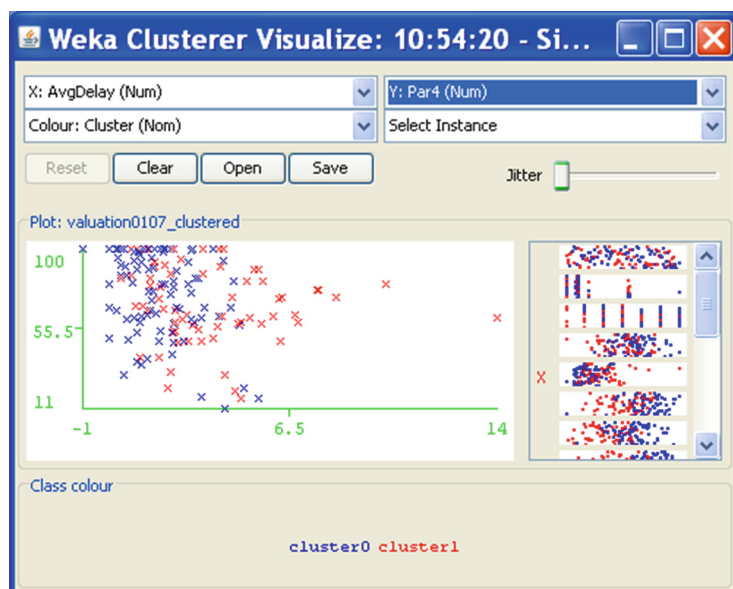 Weka Clusterer Visualize: 10:54:20 - Si...
X: AvgDelay (Num)
Y: Par4 (Num)
Colour: Cluster (Nom)
Select Instance
Reset
Clear
Open
Save
Jitter
Plot: valuation0107_clustered
100
55.5
11
-1
6.5
14
X
Class colour
cluster0 cluster1